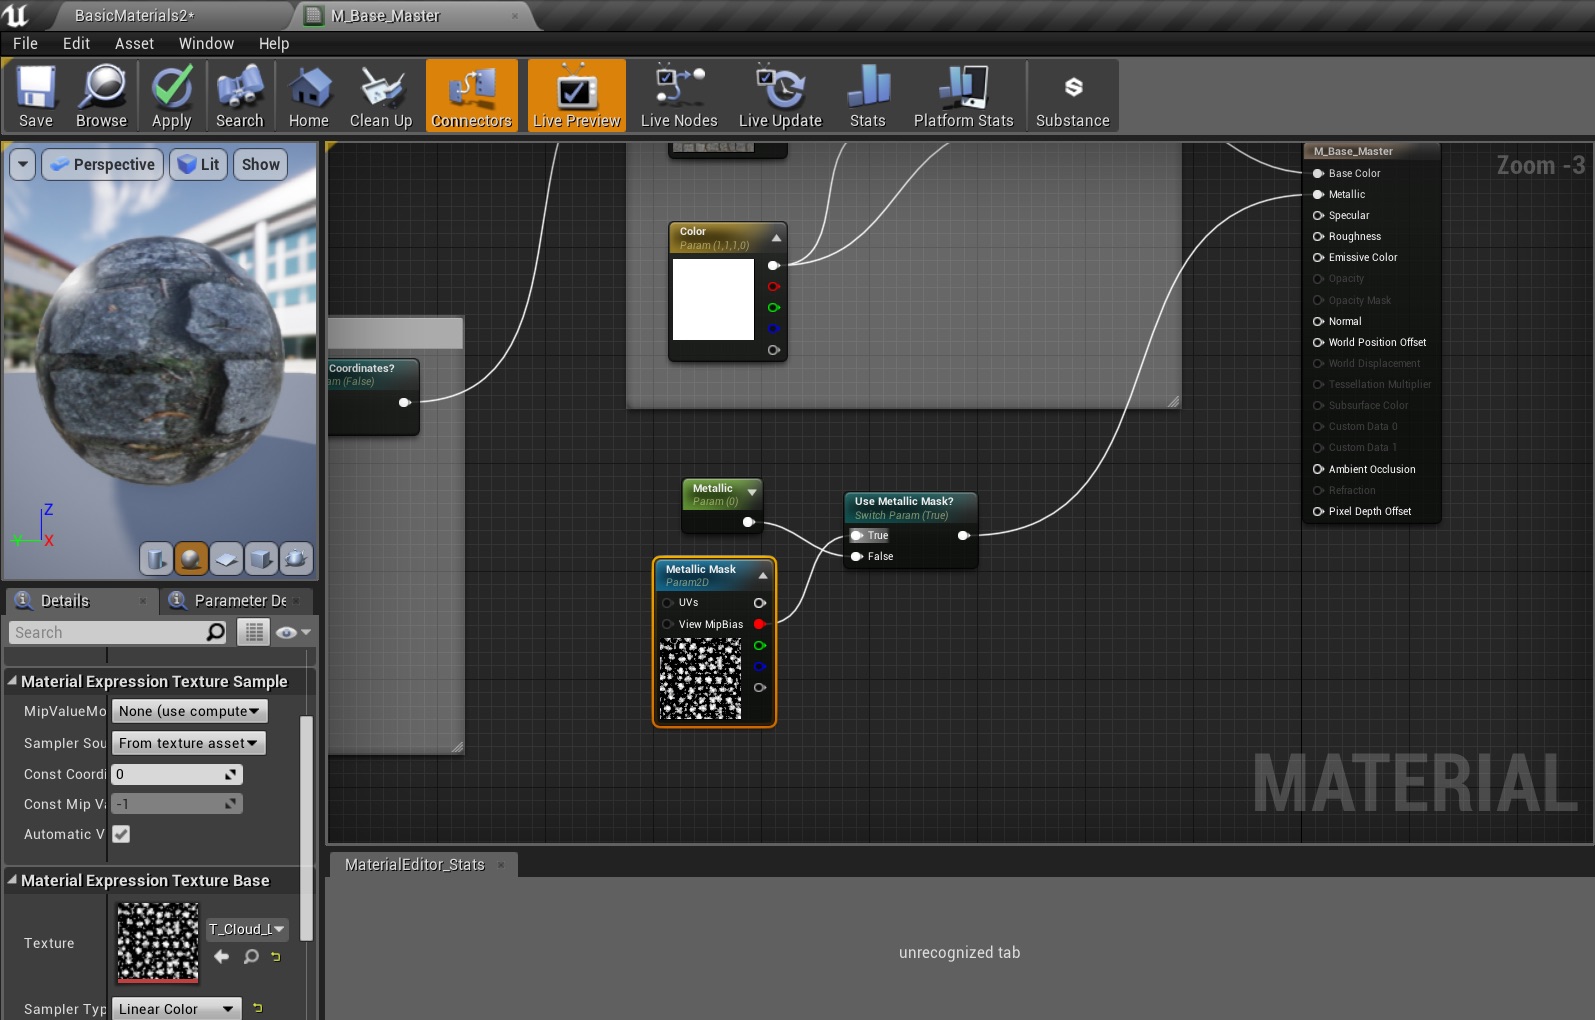 BasicMaterials2*
M_Base_Master
File Edit Asset Window Help
Save Browse Apply Search Home Clean Up Connectors Live Preview Live Nodes Live Update Stats Platform Stats Substance
Perspective Lit Show
Z
Y
X
Details
Parameter De
Search
Material Expression Texture Sample
MipValueMo None (use compute
Sampler Sou From texture asset
Const Coordi 0
Const Mip V -1
Automatic V
Material Expression Texture Base
Texture T_Cloud_L
Sampler Typ Linear Color
Zoom -3
Coordinates?
am (False)
Color
Param (1,1,1,0)
Metallic
Param (0)
Use Metallic Mask?
Switch Param (True)
True
False
Metallic Mask
Param2D
UVs
View MipBias
M_Base_Master
Base Color
Metallic
Specular
Roughness
Emissive Color
Opacity
Opacity Mask
Normal
World Position Offset
World Displacement
Tessellation Multiplier
Subsurface Color
Custom Data 0
Custom Data 1
Ambient Occlusion
Refraction
Pixel Depth Offset
MATERIAL
MaterialEditor_Stats
unrecognized tab